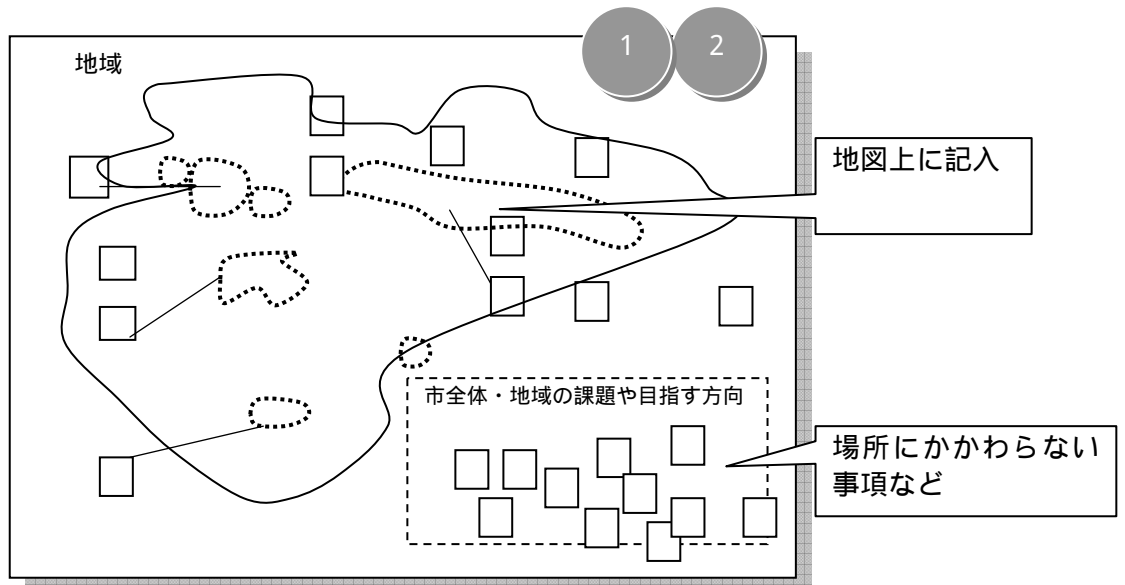 1 2
地域
地図上に記入
市全体・地域の課題や目指す方向
場所にかかわらない
事項など